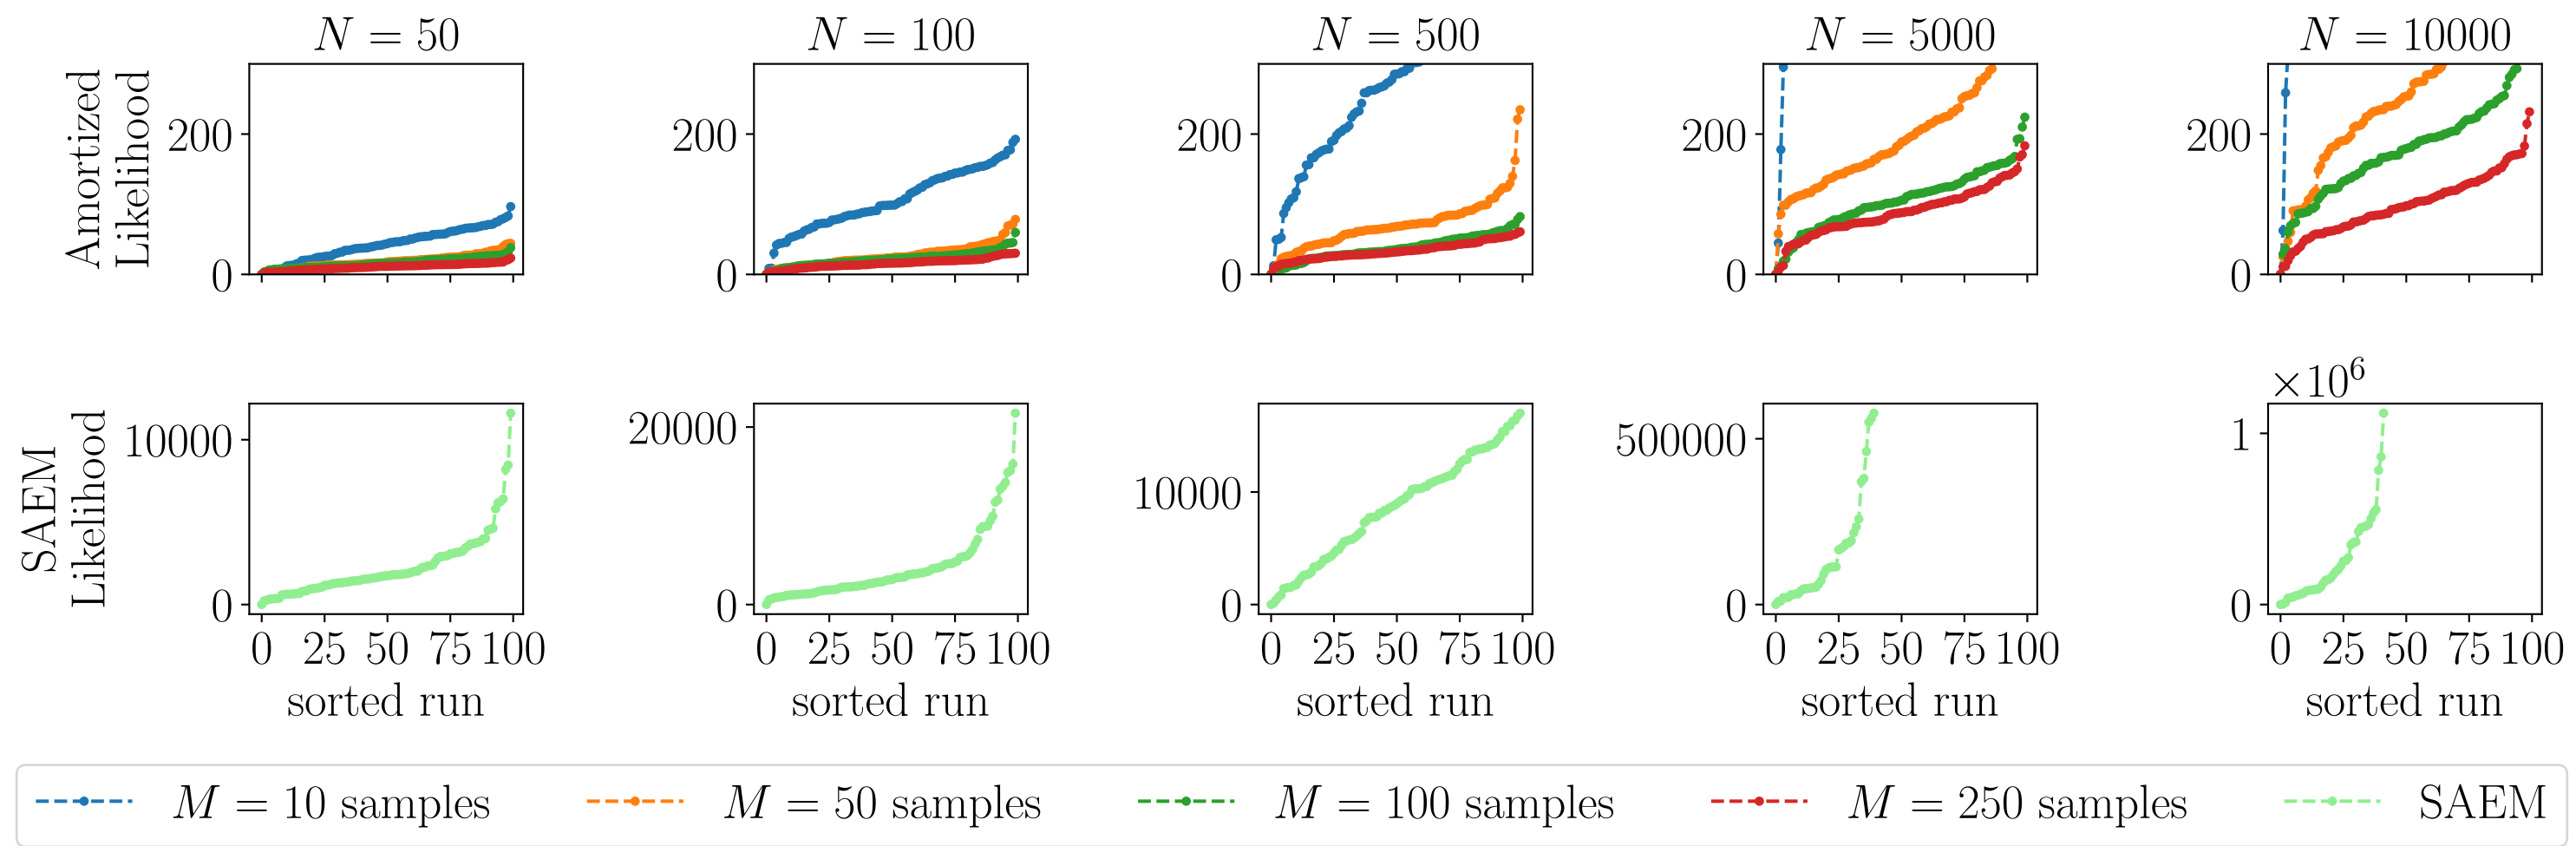 N = 50 N = 100 N = 500 N = 5000 N = 10000
Amortized
Likelihood
200 200 200 200 200
0 0 0 0 0
×10⁶
SAEM
Likelihood
10000 20000 10000 500000 1
0 0 0 0 0
0 25 50 75 100 0 25 50 75 100 0 25 50 75 100 0 25 50 75 100 0 25 50 75 100
sorted run sorted run sorted run sorted run sorted run
M = 10 samples M = 50 samples M = 100 samples M = 250 samples SAEM